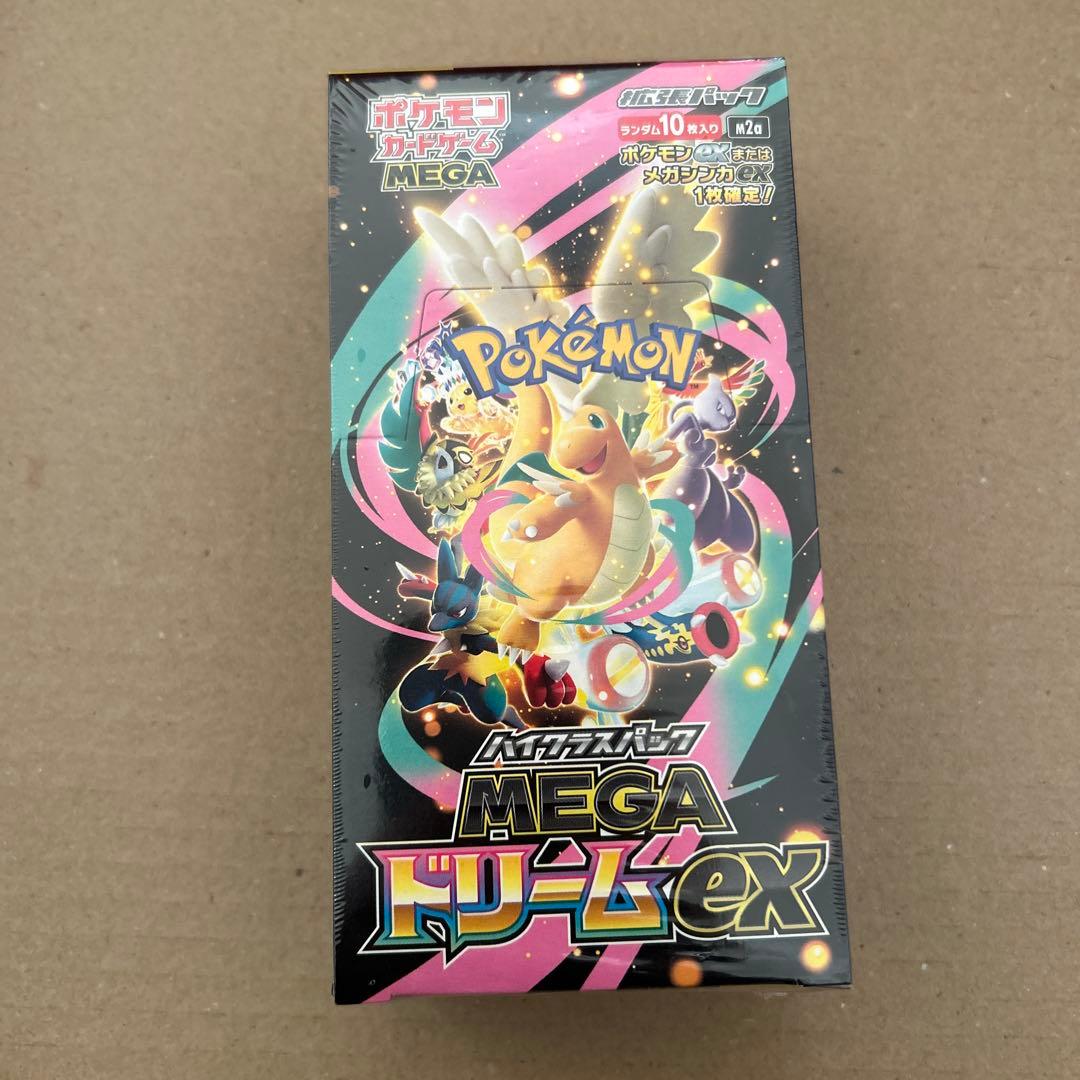 ポケモン
カードゲーム
MEGA
拡張パック
ランダム10枚入り M2a
ポケモンexまたは
メガシンカex
1枚確定!
POKéMON
TM
ハイクラスパック
MEGA
ドリームex